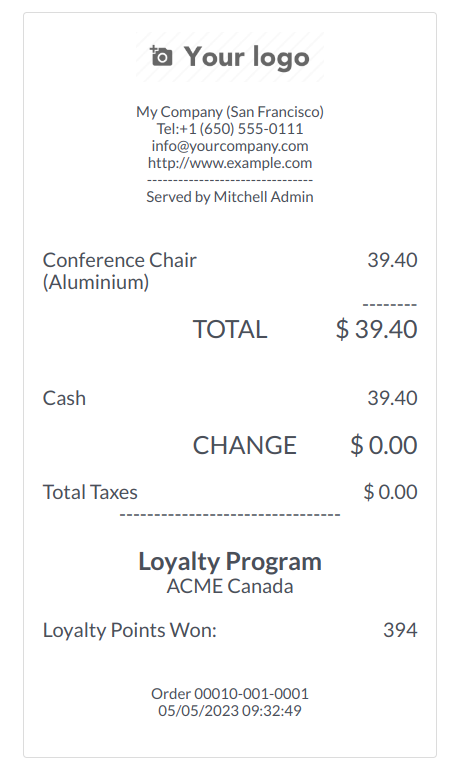 Your logo
My Company (San Francisco)
Tel:+1 (650) 555-0111
info@yourcompany.com
http://www.example.com
--------------------------------
Served by Mitchell Admin
Conference Chair 39.40
(Aluminium)
--------
TOTAL $ 39.40
Cash 39.40
CHANGE $ 0.00
Total Taxes $ 0.00
--------------------------------
Loyalty Program
ACME Canada
Loyalty Points Won: 394
Order 00010-001-0001
05/05/2023 09:32:49